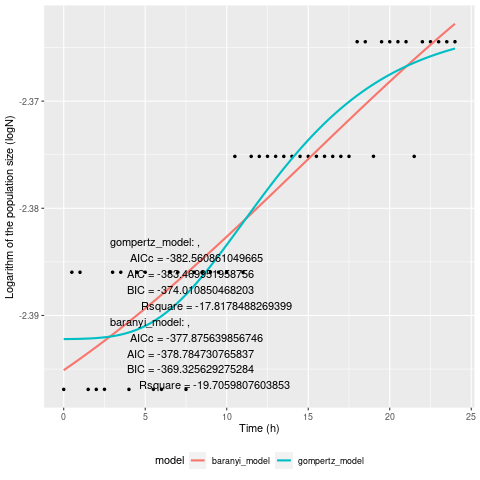 -2.37
-2.38
-2.39
Logarithm of the population size (logN)
gompertz_model: ,
AICc = -382.560861049665
BIC = -374.010850468203
Rsquare = -17.8178488269399
baranyi_model: ,
AICc = -377.875639856746
AIC = -378.784730765837
BIC = -369.325629275284
Rsquare = -19.7059807603853
0 5 10 15 20 25
Time (h)
model baranyi_model gompertz_model